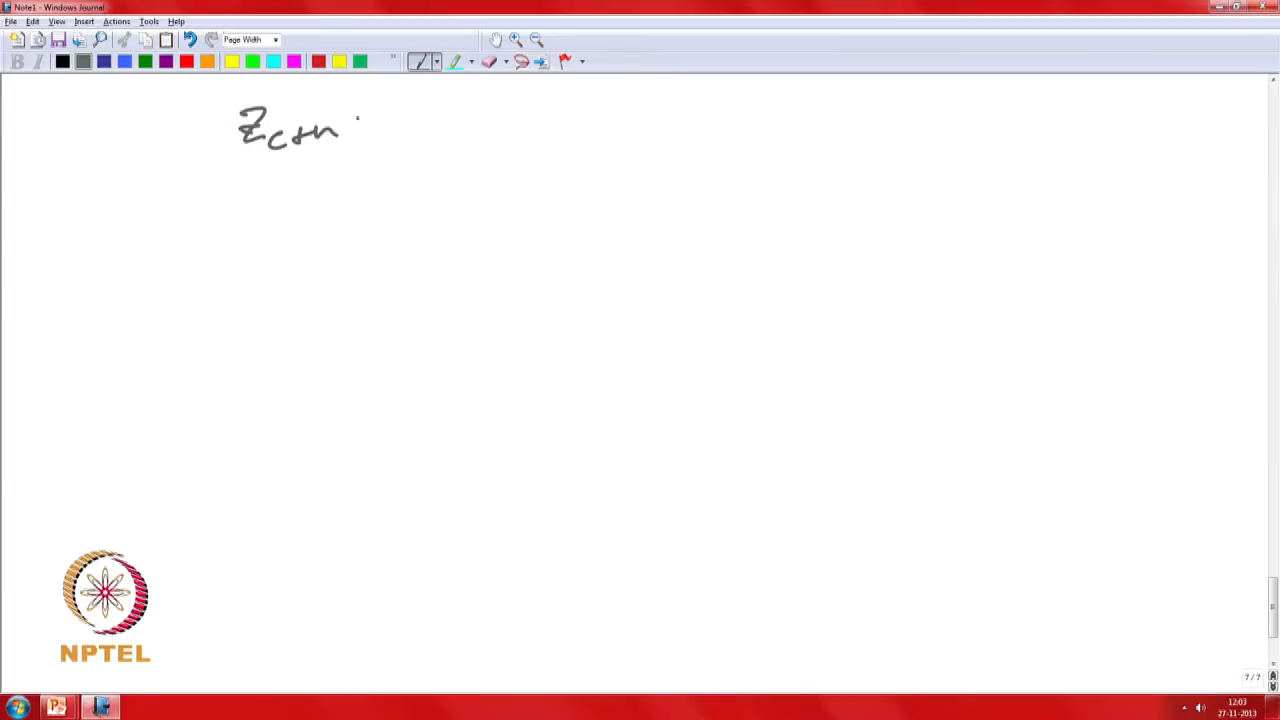 Note1 - Windows Journal
File Edit View Insert Actions Tools Help
Page Width
B I
Zc+n
NPTEL
7/7
12:03
27-11-2013